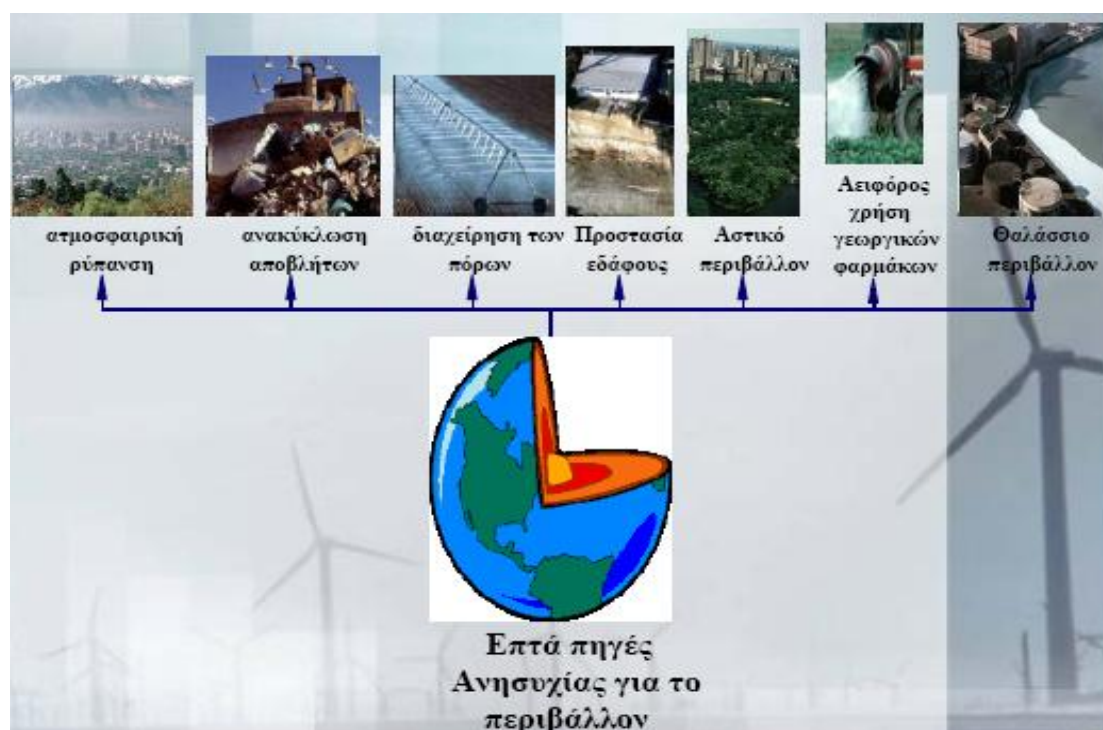 ατμοσφαιρική
ρύπανση
ανακύκλωση
αποβλήτων
διαχείρηση των
πόρων
Προστασία
εδάφους
Αστικό
περιβάλλον
Αειφόρος
χρήση
γεωργικών
φαρμάκων
Θαλάσσιο
περιβάλλον
Επτά πηγές
Ανησυχίας για το
περιβάλλον